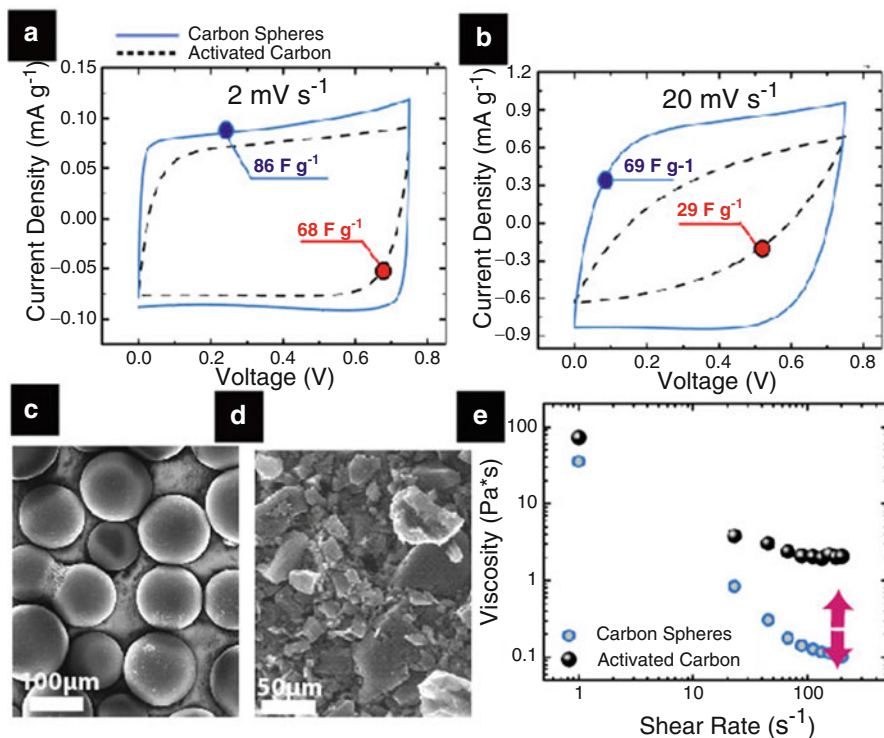 a
Carbon Spheres
Activated Carbon
Current Density (mA g⁻¹)
0.15
0.10
0.05
0.00
−0.05
−0.10
2 mV s⁻¹
86 F g⁻¹
68 F g⁻¹
0.0 0.2 0.4 0.6 0.8
Voltage (V)
b
Current Density (mA g⁻¹)
1.2
0.9
0.6
0.3
0.0
−0.3
−0.6
−0.9
20 mV s⁻¹
69 F g-1
29 F g⁻¹
0.0 0.2 0.4 0.6 0.8
Voltage (V)
c
100µm
d
50µm
e
Viscosity (Pa*s)
100
10
1
0.1
Carbon Spheres
Activated Carbon
1 10 100
Shear Rate (s⁻¹)